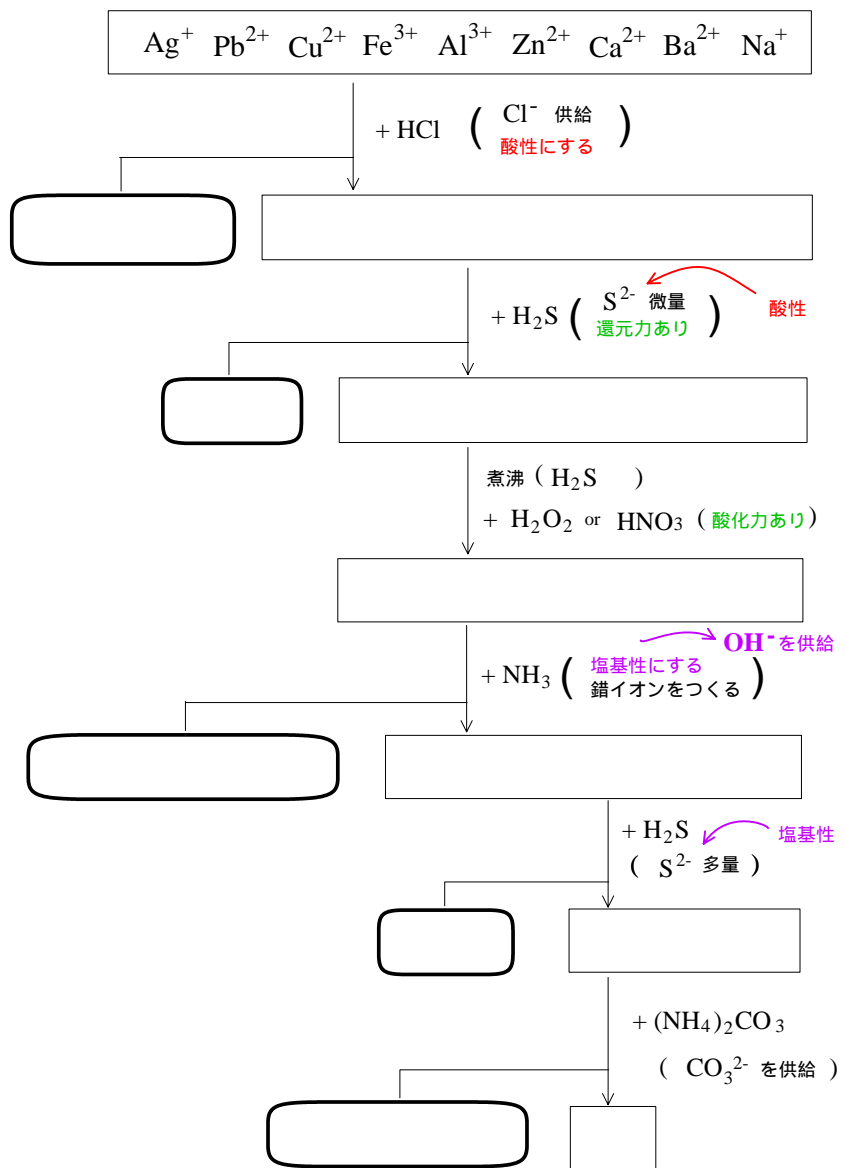 Ag⁺ Pb²⁺ Cu²⁺ Fe³⁺ Al³⁺ Zn²⁺ Ca²⁺ Ba²⁺ Na⁺
+ HCl ( Cl⁻ 供給
酸性にする )
+ H₂S ( S²⁻ 微量
還元力あり )
酸性
煮沸 ( H₂S )
+ H₂O₂ or HNO₃ ( 酸化力あり )
OH⁻を供給
+ NH₃ ( 塩基性にする
錯イオンをつくる )
+ H₂S
塩基性
( S²⁻ 多量 )
+ (NH₄)₂CO₃
( CO₃²⁻ を供給 )